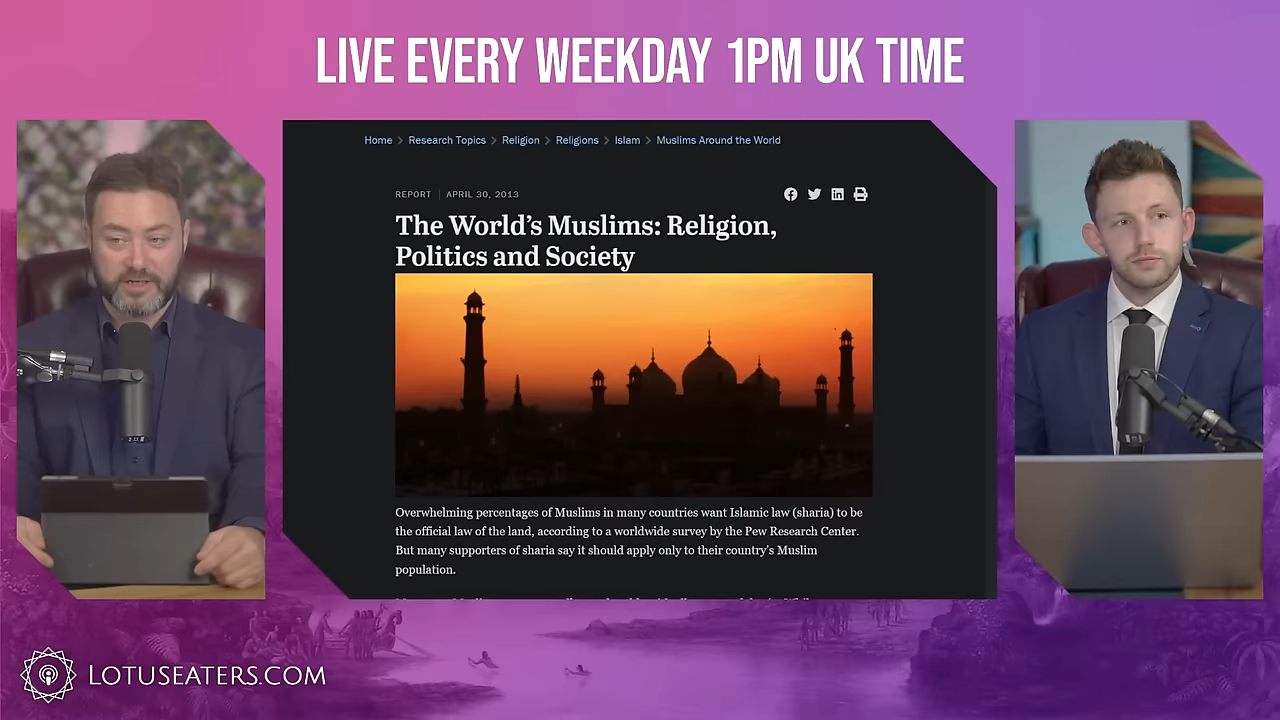 LIVE EVERY WEEKDAY 1PM UK TIME
Home > Research Topics > Religion > Religions > Islam > Muslims Around the World
REPORT | APRIL 30, 2013
The World's Muslims: Religion,
Politics and Society
Overwhelming percentages of Muslims in many countries want Islamic law (sharia) to be
the official law of the land, according to a worldwide survey by the Pew Research Center.
But many supporters of sharia say it should apply only to their country's Muslim
population.
LOTUSEATERS.COM